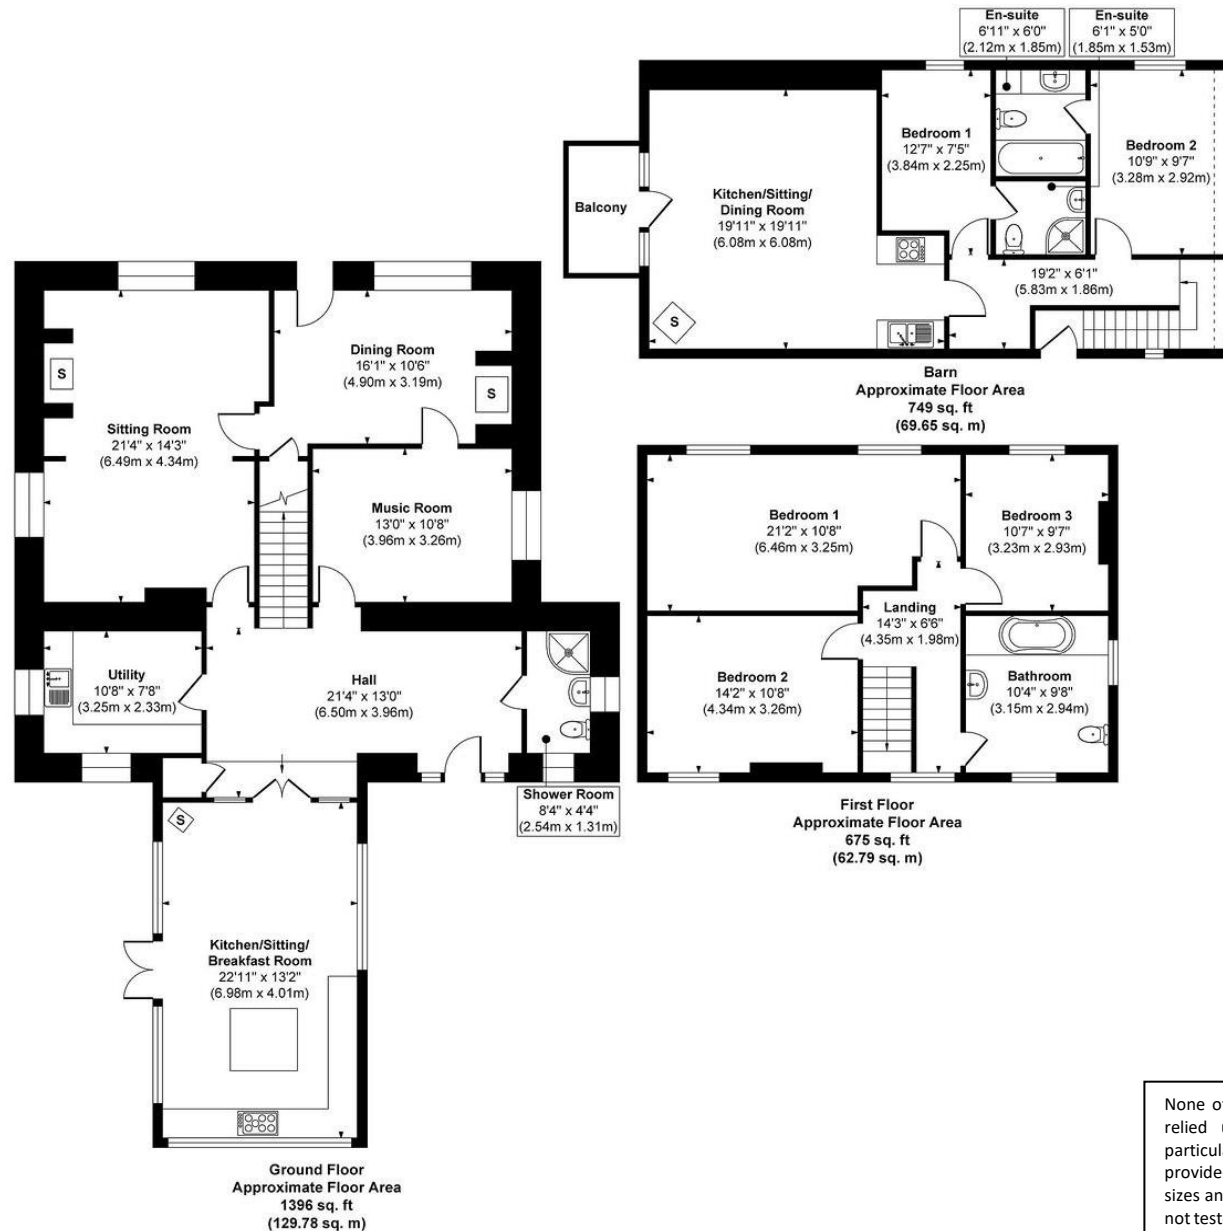 En-suite
6'11" x 6'0"
(2.12m x 1.85m)
En-suite
6'1" x 5'0"
(1.85m x 1.53m)
Bedroom 1
12'7" x 7'5"
(3.84m x 2.25m)
Bedroom 2
10'9" x 9'7"
(3.28m x 2.92m)
Kitchen/Sitting/
Dining Room
19'11" x 19'11"
(6.08m x 6.08m)
Balcony
19'2" x 6'1"
(5.83m x 1.86m)
S
Barn
Approximate Floor Area
749 sq. ft
(69.65 sq. m)
Dining Room
16'1" x 10'6"
(4.90m x 3.19m)
S
S
Sitting Room
21'4" x 14'3"
(6.49m x 4.34m)
Music Room
13'0" x 10'8"
(3.96m x 3.26m)
Utility
10'8" x 7'8"
(3.25m x 2.33m)
Hall
21'4" x 13'0"
(6.50m x 3.96m)
Shower Room
8'4" x 4'4"
(2.54m x 1.31m)
S
Kitchen/Sitting/
Breakfast Room
22'11" x 13'2"
(6.98m x 4.01m)
Ground Floor
Approximate Floor Area
1396 sq. ft
(129.78 sq. m)
Bedroom 1
21'2" x 10'8"
(6.46m x 3.25m)
Bedroom 3
10'7" x 9'7"
(3.23m x 2.93m)
Landing
14'3" x 6'6"
(4.35m x 1.98m)
Bedroom 2
14'2" x 10'8"
(4.34m x 3.26m)
Bathroom
10'4" x 9'8"
(3.15m x 2.94m)
First Floor
Approximate Floor Area
675 sq. ft
(62.79 sq. m)
None
relied
sizes
not